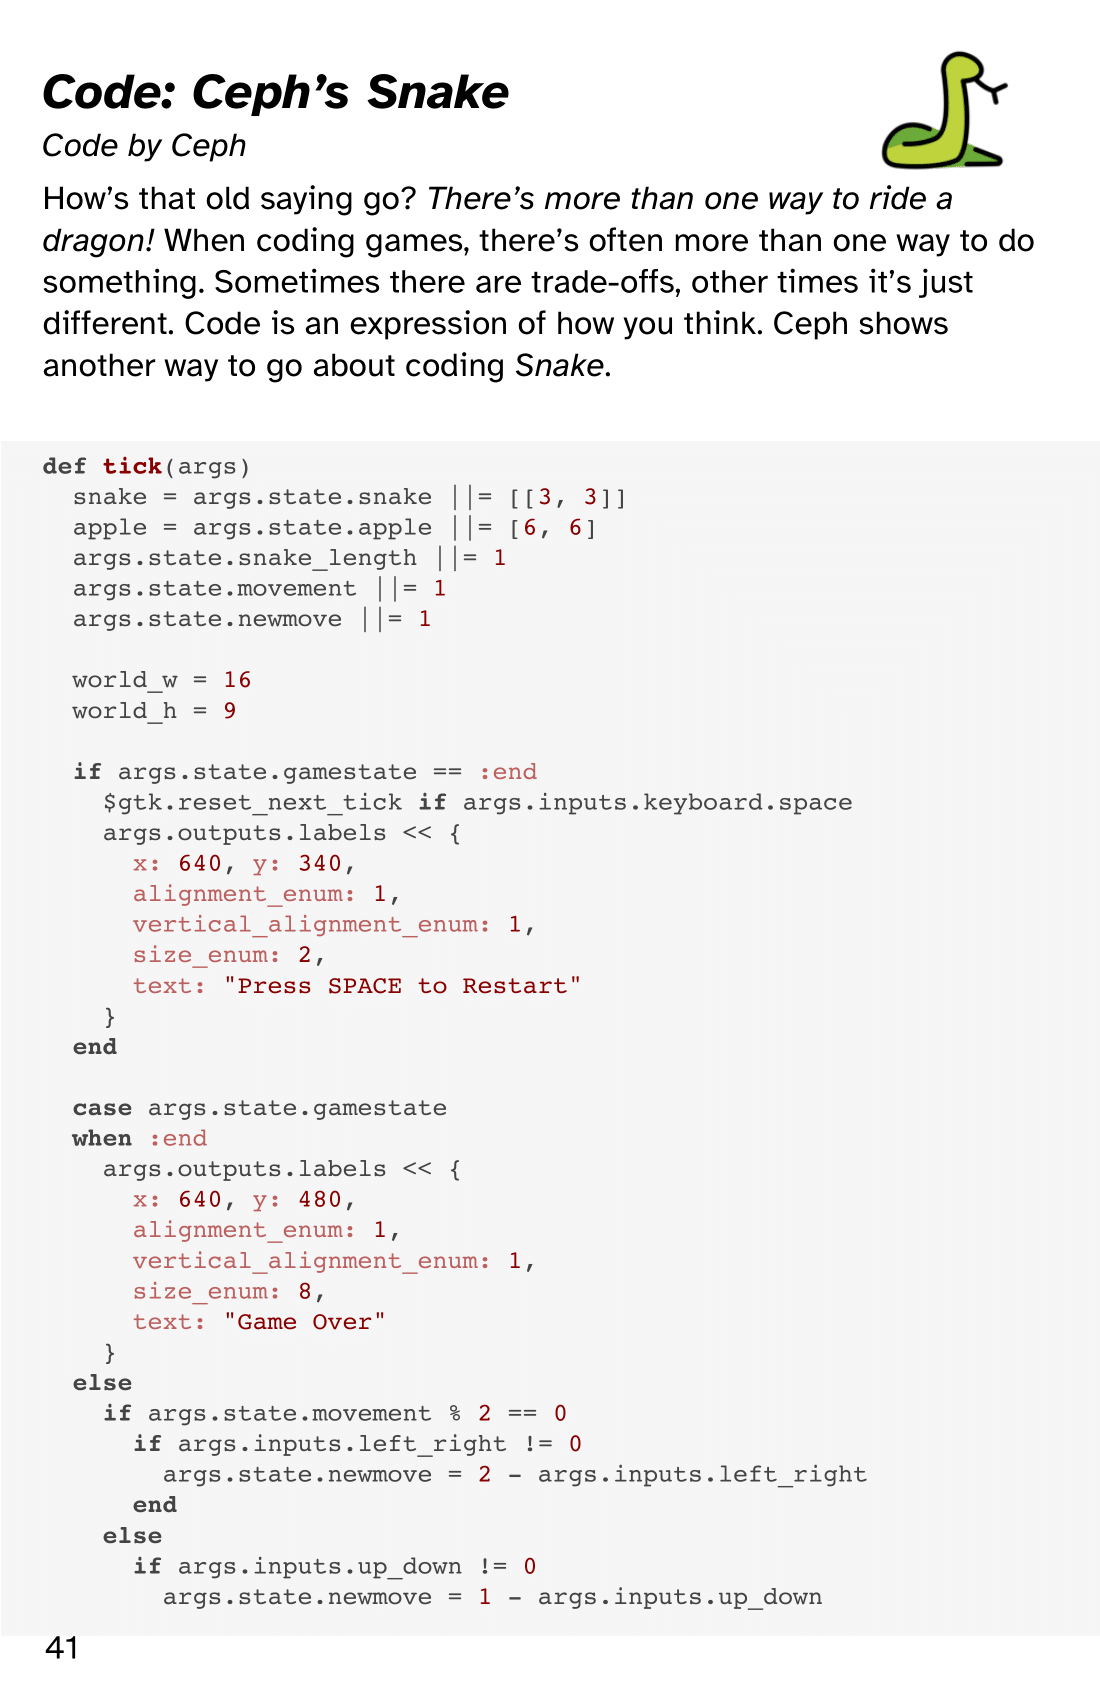 Code: Ceph’s Snake
Code by Ceph
How’s that old saying go? There’s more than one way to ride a
dragon! When coding games, there’s often more than one way to do
something. Sometimes there are trade-offs, other times it’s just
different. Code is an expression of how you think. Ceph shows
another way to go about coding Snake.
def tick(args)
  snake = args.state.snake ||= [[3, 3]]
  apple = args.state.apple ||= [6, 6]
  args.state.snake_length ||= 1
  args.state.movement ||= 1
  args.state.newmove ||= 1

  world_w = 16
  world_h = 9

  if args.state.gamestate == :end
    $gtk.reset_next_tick if args.inputs.keyboard.space
    args.outputs.labels << {
      x: 640, y: 340,
      alignment_enum: 1,
      vertical_alignment_enum: 1,
      size_enum: 2,
      text: "Press SPACE to Restart"
    }
  end

  case args.state.gamestate
  when :end
    args.outputs.labels << {
      x: 640, y: 480,
      alignment_enum: 1,
      vertical_alignment_enum: 1,
      size_enum: 8,
      text: "Game Over"
    }
  else
    if args.state.movement % 2 == 0
      if args.inputs.left_right != 0
        args.state.newmove = 2 - args.inputs.left_right
      end
    else
      if args.inputs.up_down != 0
        args.state.newmove = 1 - args.inputs.up_down
41